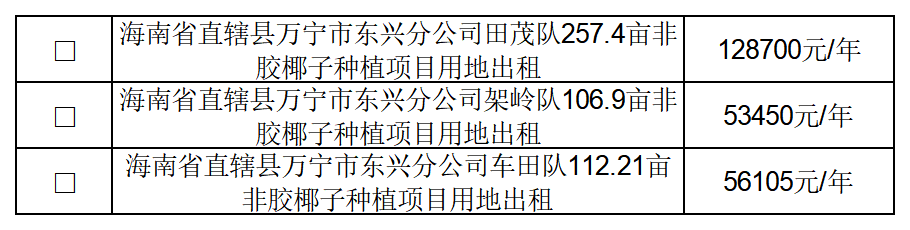 □
海南省直辖县万宁市东兴分公司田茂队257.4亩非
胶椰子种植项目用地出租
128700元/年
□
海南省直辖县万宁市东兴分公司架岭队106.9亩非
胶椰子种植项目用地出租
53450元/年
□
海南省直辖县万宁市东兴分公司车田队112.21亩
非胶椰子种植项目用地出租
56105元/年